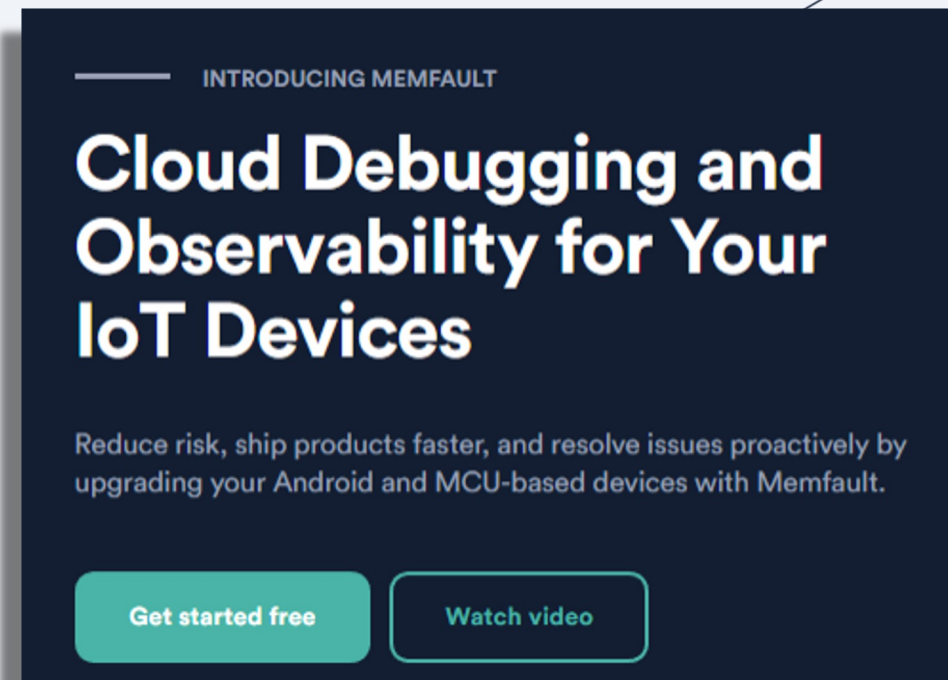 INTRODUCING MEMFAULT
Cloud Debugging and
Observability for Your
IoT Devices
Reduce risk, ship products faster, and resolve issues proactively by
upgrading your Android and MCU-based devices with Memfault.
Get started free
Watch video